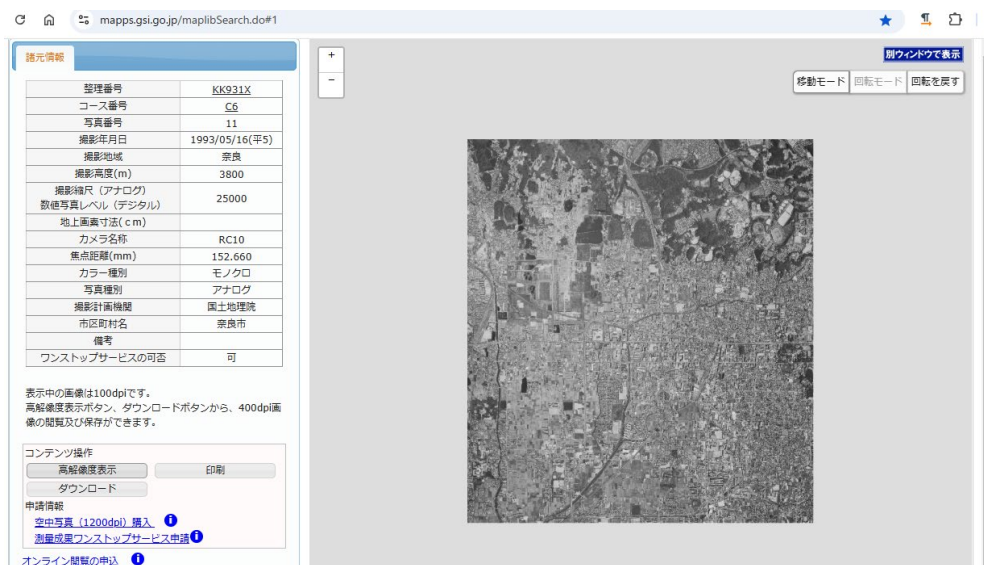 mapps.gsi.go.jp/maplibSearch.do#1
諸元情報
整理番号 KK931X
コース番号 C6
写真番号 11
撮影年月日 1993/05/16(平5)
撮影地域 奈良
撮影高度(m) 3800
撮影縮尺（アナログ）
数値写真レベル（デジタル） 25000
地上画素寸法(ｃｍ)
カメラ名称 RC10
焦点距離(mm) 152.660
カラー種別 モノクロ
写真種別 アナログ
撮影計画機関 国土地理院
市区町村名 奈良市
備考
ワンストップサービスの可否 可
表示中の画像は100dpiです。
高解像度表示ボタン、ダウンロードボタンから、400dpi画
像の閲覧及び保存ができます。
コンテンツ操作
高解像度表示 印刷
ダウンロード
申請情報
空中写真（1200dpi）購入
測量成果ワンストップサービス申請
オンライン閲覧の申込
+
−
別ウィンドウで表示
移動モード 回転モード 回転を戻す